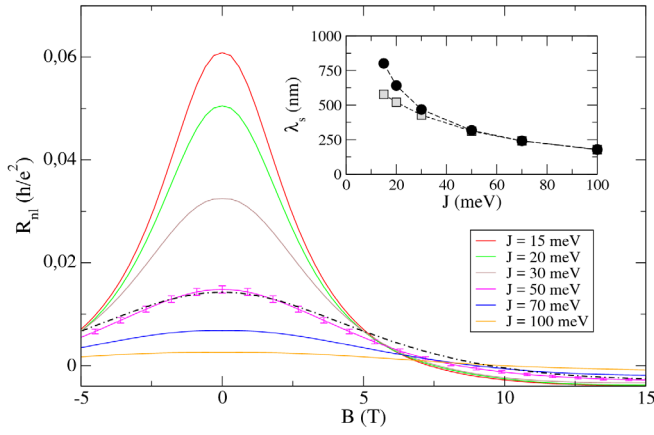 0,06
0,04
0,02
0
R_nl (h/e²)
-5
0
5
10
15
B (T)
1000
750
500
250
0
λ_s (nm)
0
20
40
60
80
100
J (meV)
J = 15 meV
J = 20 meV
J = 30 meV
J = 50 meV
J = 70 meV
J = 100 meV